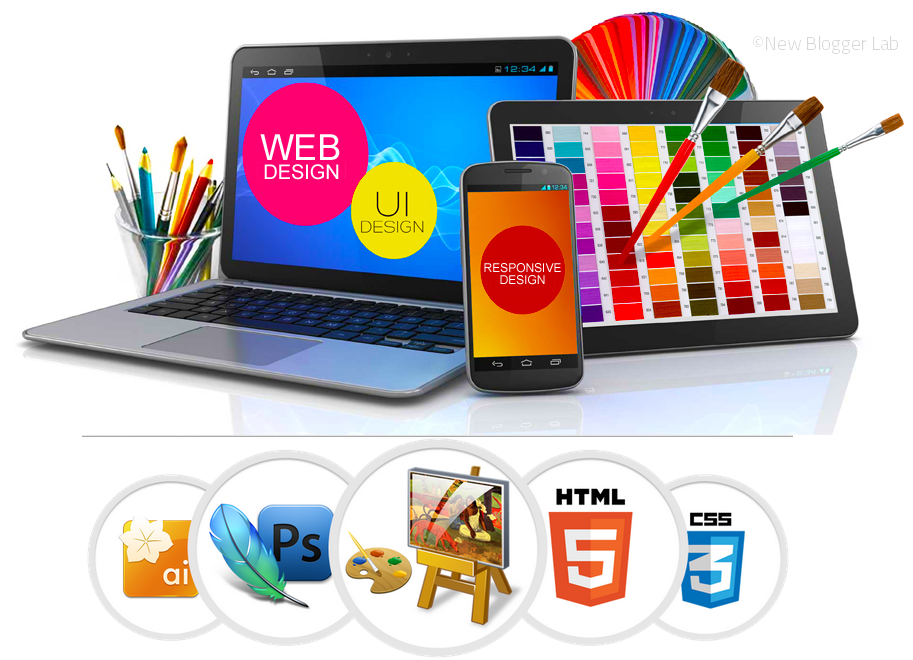 ©New Blogger Lab
12:34
WEB
DESIGN
UI
DESIGN
12:34
RESPONSIVE
DESIGN
ai
Ps
HTML
5
CSS
3